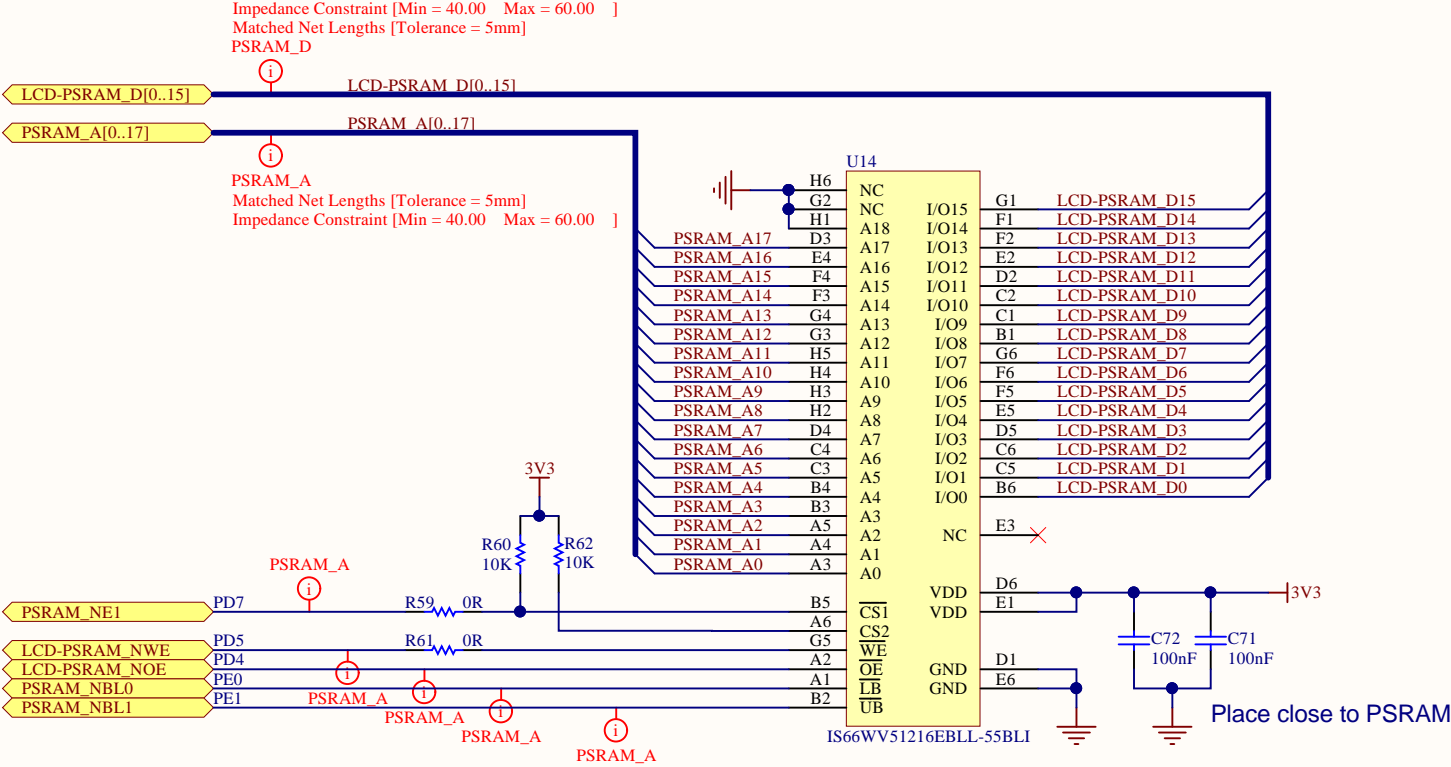 Impedance Constraint [Min = 40.00 Max = 60.00 ]
Matched Net Lengths [Tolerance = 5mm]
PSRAM_D
i
LCD-PSRAM_D[0..15]
LCD-PSRAM_D[0..15]
PSRAM_A[0..17]
PSRAM_A[0..17]
i
PSRAM_A
Matched Net Lengths [Tolerance = 5mm]
Impedance Constraint [Min = 40.00 Max = 60.00 ]
U14
H6 NC
G2 NC
H1 A18
PSRAM_A17 D3 A17
PSRAM_A16 E4 A16
PSRAM_A15 F4 A15
PSRAM_A14 F3 A14
PSRAM_A13 G4 A13
PSRAM_A12 G3 A12
PSRAM_A11 H5 A11
PSRAM_A10 H4 A10
PSRAM_A9 H3 A9
PSRAM_A8 H2 A8
PSRAM_A7 D4 A7
PSRAM_A6 C4 A6
PSRAM_A5 C3 A5
PSRAM_A4 B4 A4
PSRAM_A3 B3 A3
PSRAM_A2 A5 A2
PSRAM_A1 A4 A1
PSRAM_A0 A3 A0
I/O15 G1 LCD-PSRAM_D15
I/O14 F1 LCD-PSRAM_D14
I/O13 F2 LCD-PSRAM_D13
I/O12 E2 LCD-PSRAM_D12
I/O11 D2 LCD-PSRAM_D11
I/O10 C2 LCD-PSRAM_D10
I/O9 C1 LCD-PSRAM_D9
I/O8 B1 LCD-PSRAM_D8
I/O7 G6 LCD-PSRAM_D7
I/O6 F6 LCD-PSRAM_D6
I/O5 F5 LCD-PSRAM_D5
I/O4 E5 LCD-PSRAM_D4
I/O3 D5 LCD-PSRAM_D3
I/O2 C6 LCD-PSRAM_D2
I/O1 C5 LCD-PSRAM_D1
I/O0 B6 LCD-PSRAM_D0
NC E3
3V3
R60
10K
R62
10K
PSRAM_A
i
PSRAM_NE1 PD7 R59 0R B5 CS1
A6 CS2
LCD-PSRAM_NWE PD5 R61 0R G5 WE
LCD-PSRAM_NOE PD4 A2 OE
PSRAM_NBL0 PE0 A1 LB
PSRAM_NBL1 PE1 B2 UB
i
PSRAM_A
i
PSRAM_A
i
PSRAM_A
i
PSRAM_A
VDD D6
VDD E1
3V3
C72
100nF
C71
100nF
GND D1
GND E6
Place close to PSRAM
IS66WV51216EBLL-55BLI